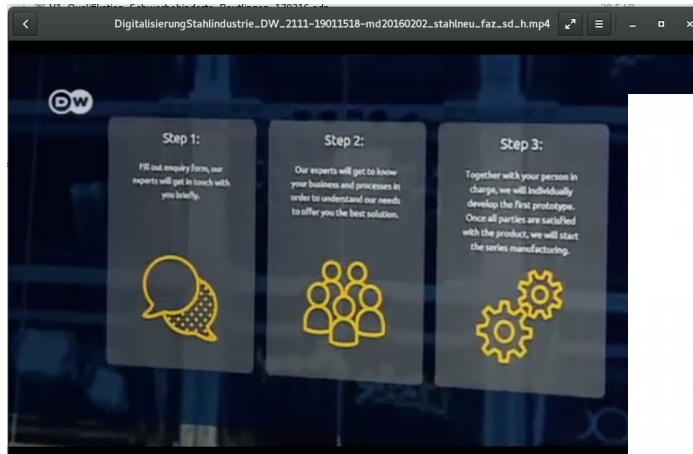 DigitalisierungStahlindustrie_DW_2111-19011518-md20160202_stahlneu_faz_sd_h.mp4
DW
Step 1:
Fill out enquiry form, our
experts will get in touch with
you briefly.
Step 2:
Our experts will get to know
your business and processes in
order to understand our needs
to offer you the best solution.
Step 3:
Together with your person in
charge, we will individually
develop the first prototype.
Once all parties are satisfied
with the product, we will start
the series manufacturing.